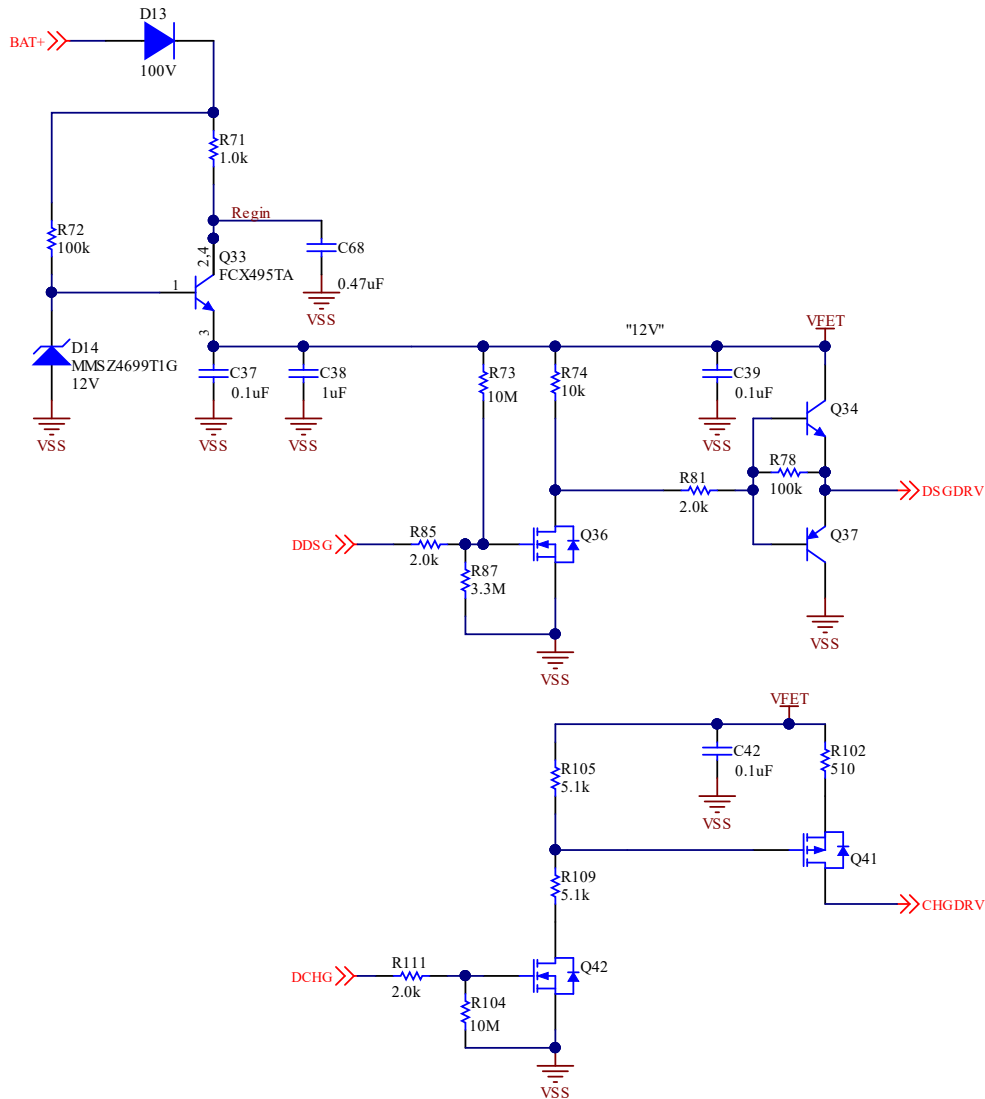 D13
BAT+
100V
R71
1.0k
Regin
R72
100k
2,4
Q33
FCX495TA
C68
0.47uF
1
VSS
3
"12V"
VFET
D14
MMSZ4699T1G
12V
C37
0.1uF
C38
1uF
R73
10M
R74
10k
C39
0.1uF
Q34
VSS
VSS
VSS
VSS
R78
100k
R81
2.0k
DSGDRV
DDSG
R85
2.0k
Q36
Q37
R87
3.3M
VSS
VSS
VFET
R105
5.1k
C42
0.1uF
R102
510
VSS
Q41
R109
5.1k
CHGDRV
DCHG
R111
2.0k
Q42
R104
10M
VSS